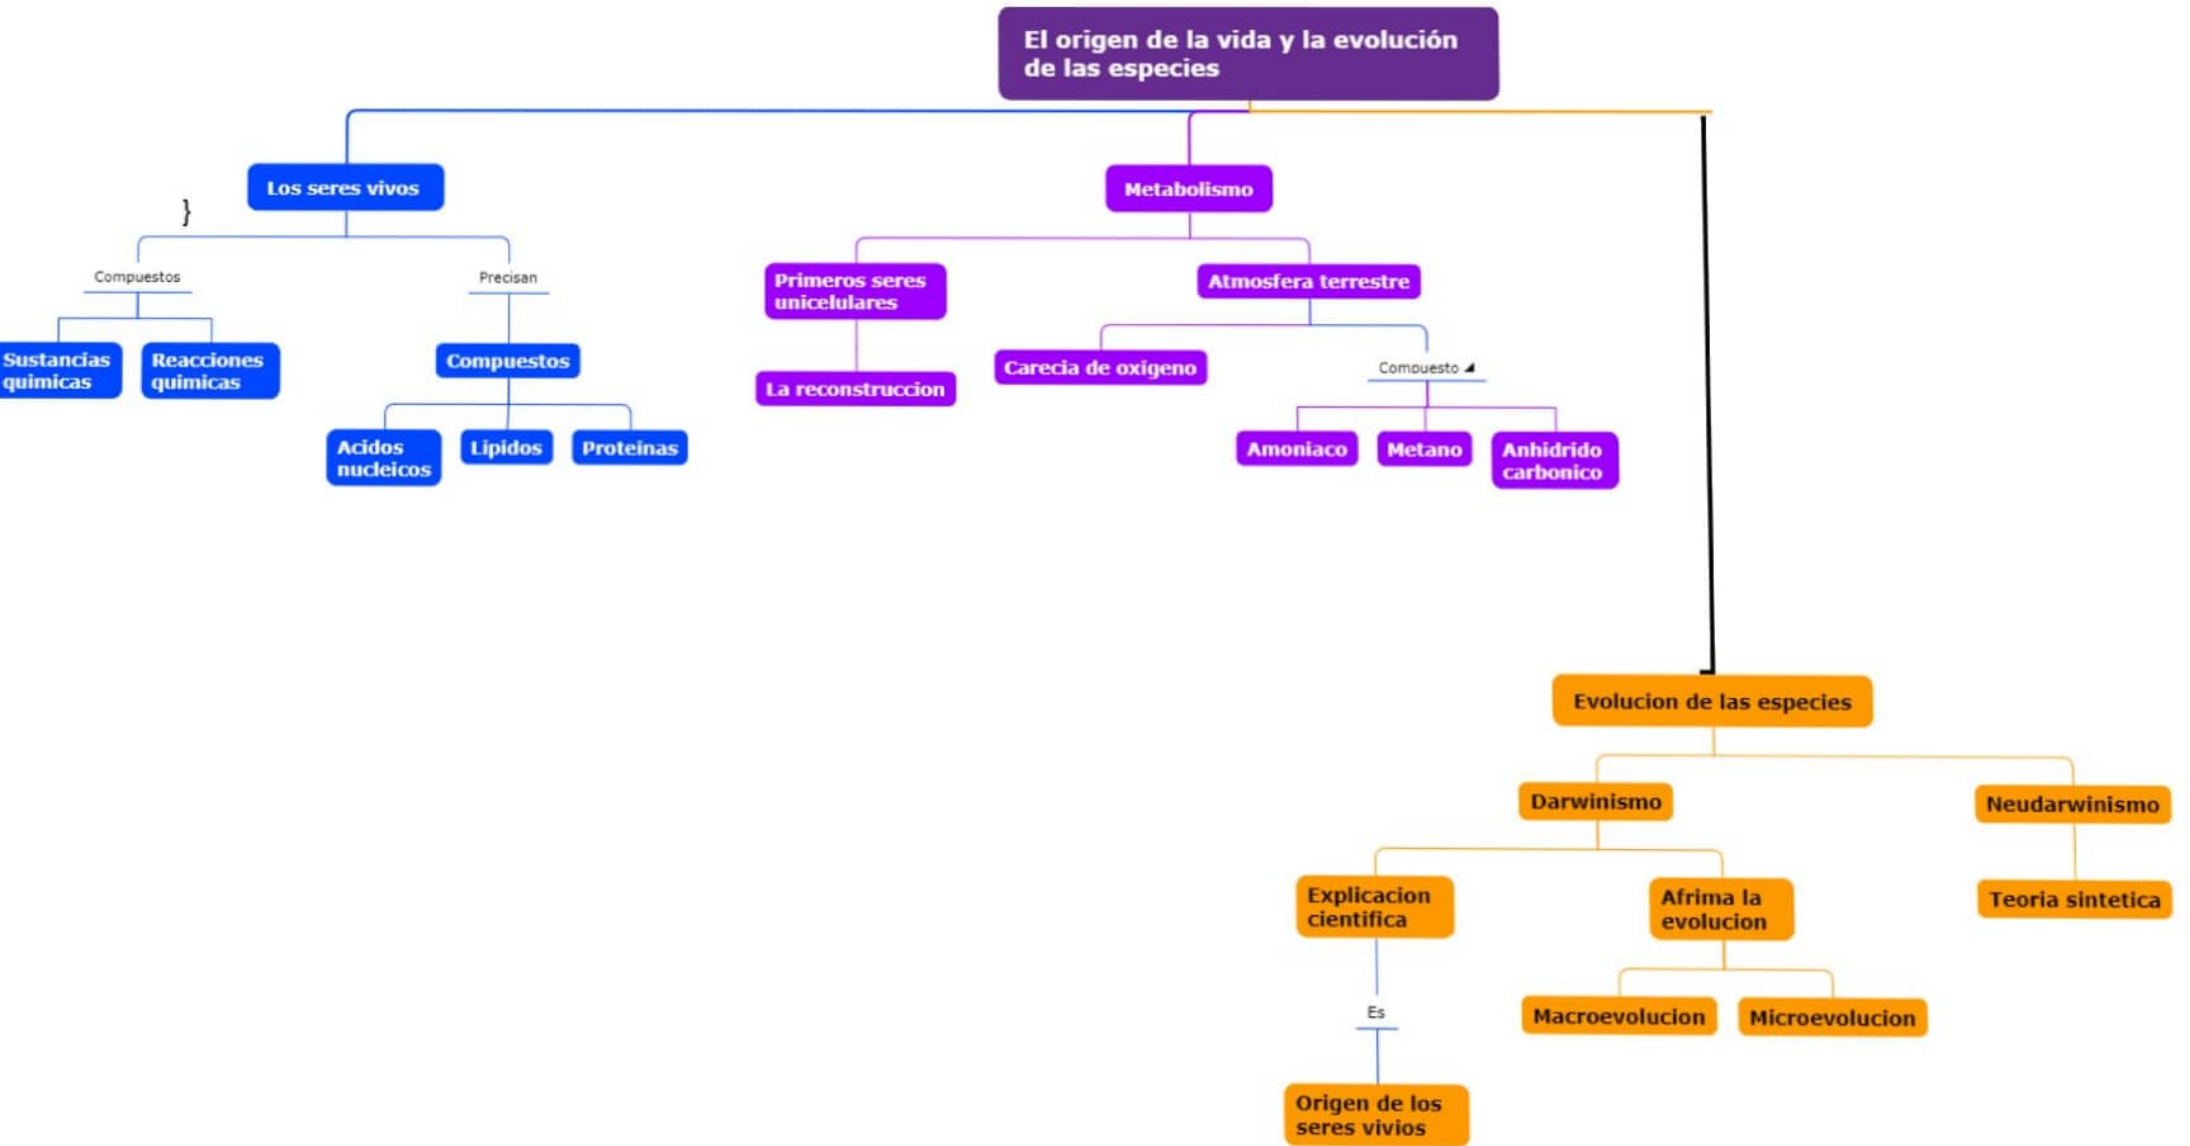 El origen de la vida y la evolución
de las especies
Los seres vivos
}
Compuestos
Sustancias
quimicas
Reacciones
quimicas
Precisan
Compuestos
Acidos
nucleicos
Lipidos
Proteinas
Metabolismo
Primeros seres
unicelulares
La reconstruccion
Atmosfera terrestre
Carecia de oxigeno
Compuesto
Amoniaco
Metano
Anhidrido
carbonico
Evolucion de las especies
Darwinismo
Explicacion
cientifica
Es
Origen de los
seres vivios
Afrima la
evolucion
Macroevolucion
Microevolucion
Neudarwinismo
Teoria sintetica